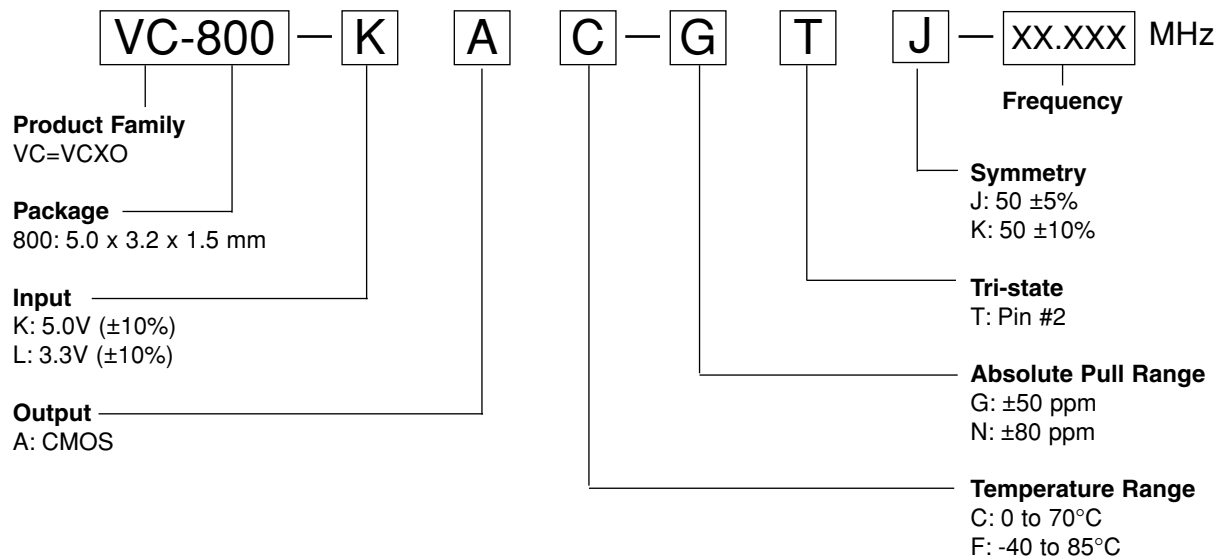 VC-800 — K A C — G T J — XX.XXX MHz
Frequency
Product Family
VC=VCXO
Package
800: 5.0 x 3.2 x 1.5 mm
Input
K: 5.0V (±10%)
L: 3.3V (±10%)
Output
A: CMOS
Symmetry
J: 50 ±5%
K: 50 ±10%
Tri-state
T: Pin #2
Absolute Pull Range
G: ±50 ppm
N: ±80 ppm
Temperature Range
C: 0 to 70°C
F: -40 to 85°C